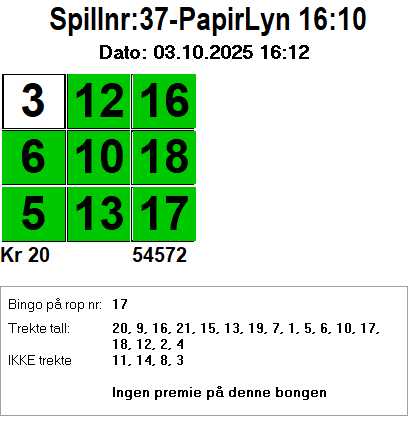 Spillnr:37-PapirLyn 16:10
Dato: 03.10.2025 16:12
3 12 16
6 10 18
5 13 17
Kr 20 54572
Bingo på rop nr: 17
Trekte tall: 20, 9, 16, 21, 15, 13, 19, 7, 1, 5, 6, 10, 17,
18, 12, 2, 4
IKKE trekte 11, 14, 8, 3
Ingen premie på denne bongen